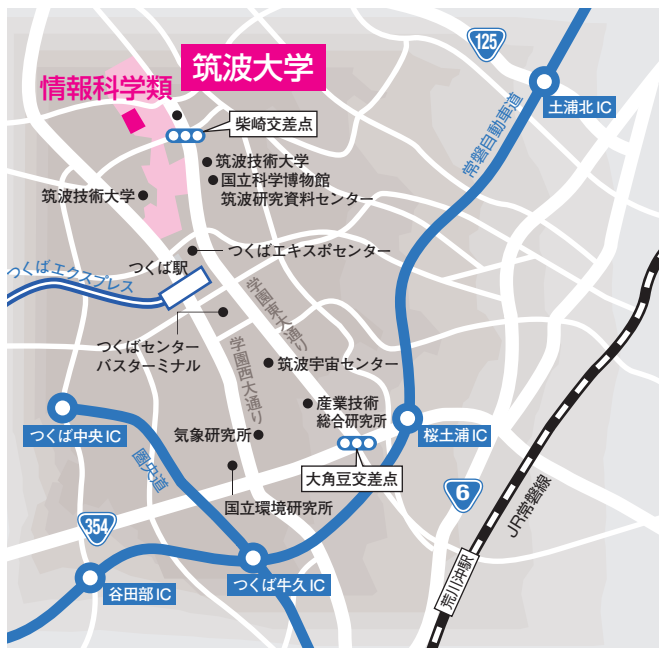 筑波大学
125
情報科学類
土浦北IC
柴崎交差点
常磐自動車道
筑波技術大学
国立科学博物館
筑波研究資料センター
筑波技術大学
つくばエキスポセンター
つくば駅
つくばエクスプレス
学園東大通り
つくばセンター
バスターミナル
学園西大通り
筑波宇宙センター
産業技術
総合研究所
つくば中央IC
気象研究所
桜土浦IC
圏央道
大角豆交差点
国立環境研究所
6
JR常磐線
354
荒川沖駅
つくば牛久IC
谷田部IC